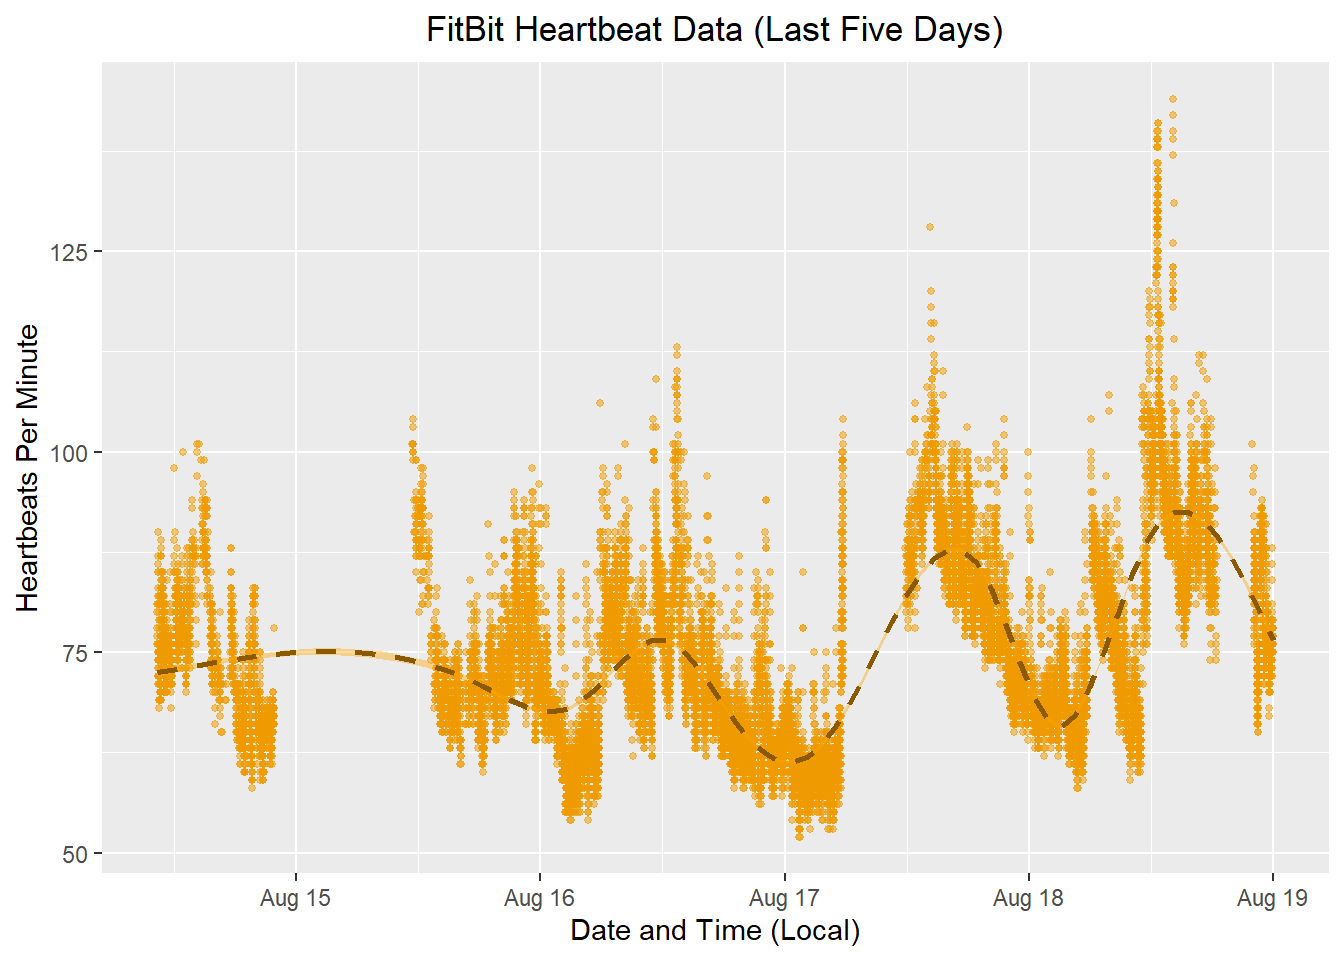 FitBit Heartbeat Data (Last Five Days)
Heartbeats Per Minute
125
100
75
50
Aug 15 Aug 16 Aug 17 Aug 18 Aug 19
Date and Time (Local)